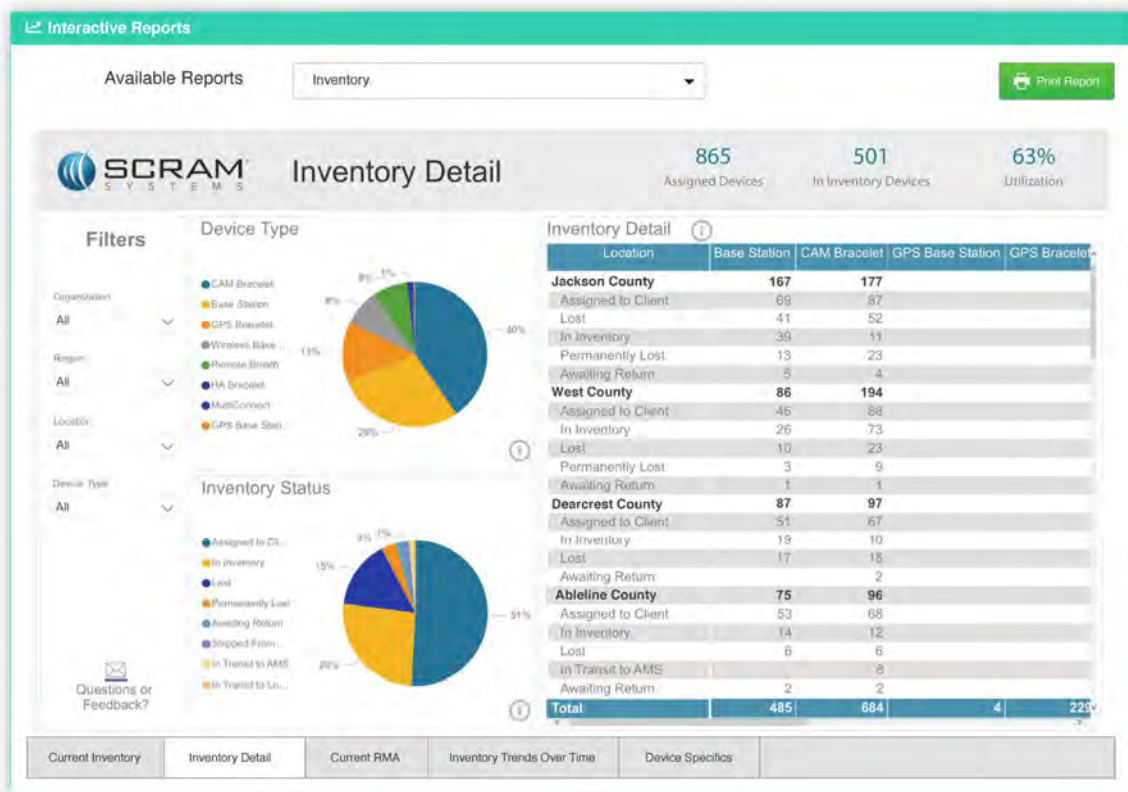 Interactive Reports
Available Reports
Inventory
Print Report
SCRAM
SYSTEMS
Inventory Detail
865
Assigned Devices
501
In Inventory Devices
63%
Utilization
Filters
Organization
All
Region
All
Location
All
Device Type
All
Questions or
Feedback?
Device Type
CAM Bracelet
Base Station
GPS Bracelet
Wireless Base ...
Remote Breath
HA Bracelet
MultiConnect
GPS Base Stati...
40%
28%
13%
8%
Inventory Status
Assigned to Cli...
In Inventory
Lost
Permanently Lost
Awaiting Return
Shipped From ...
In Transit to AMS
In Transit to Lo...
51%
15%
3%
1%
Inventory Detail
Location Base Station CAM Bracelet GPS Base Station GPS Bracelet
Jackson County 167 177
Assigned to Client 69 87
Lost 41 52
In Inventory 39 11
Permanently Lost 13 23
Awaiting Return 5 4
West County 86 194
Assigned to Client 46 88
In Inventory 26 73
Lost 10 23
Permanently Lost 3 9
Awaiting Return 1 1
Dearcrest County 87 97
Assigned to Client 51 67
In Inventory 19 10
Lost 17 18
Awaiting Return 2
Ableline County 75 96
Assigned to Client 53 68
In Inventory 14 12
Lost 6 6
In Transit to AMS 8
Awaiting Return 2 2
Total 485 684 4 229
Current Inventory
Inventory Detail
Current RMA
Inventory Trends Over Time
Device Specifics